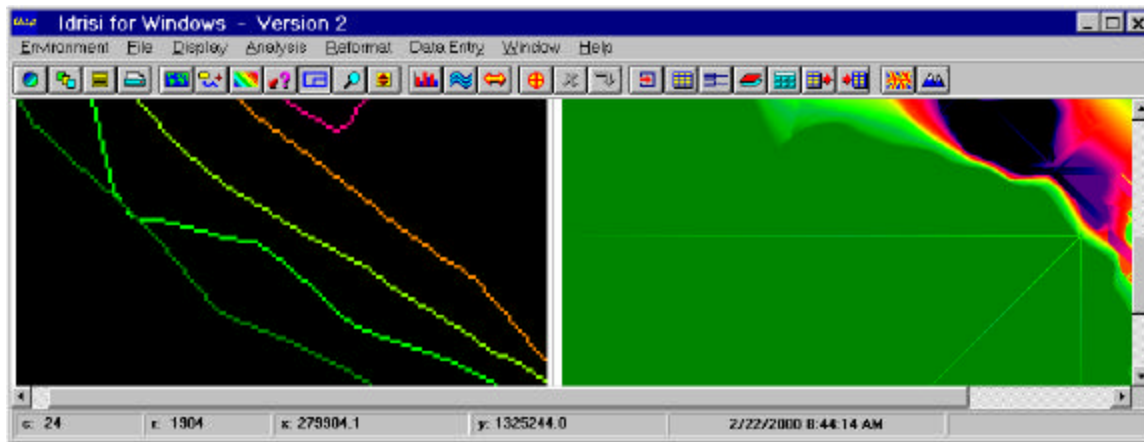 Idrisi for Windows - Version 2
Environment File Display Analysis Reformat Data Entry Window Help
c: 24 r: 1904 x: 279904.1 y: 1325244.0 2/22/2000 8:44:14 AM